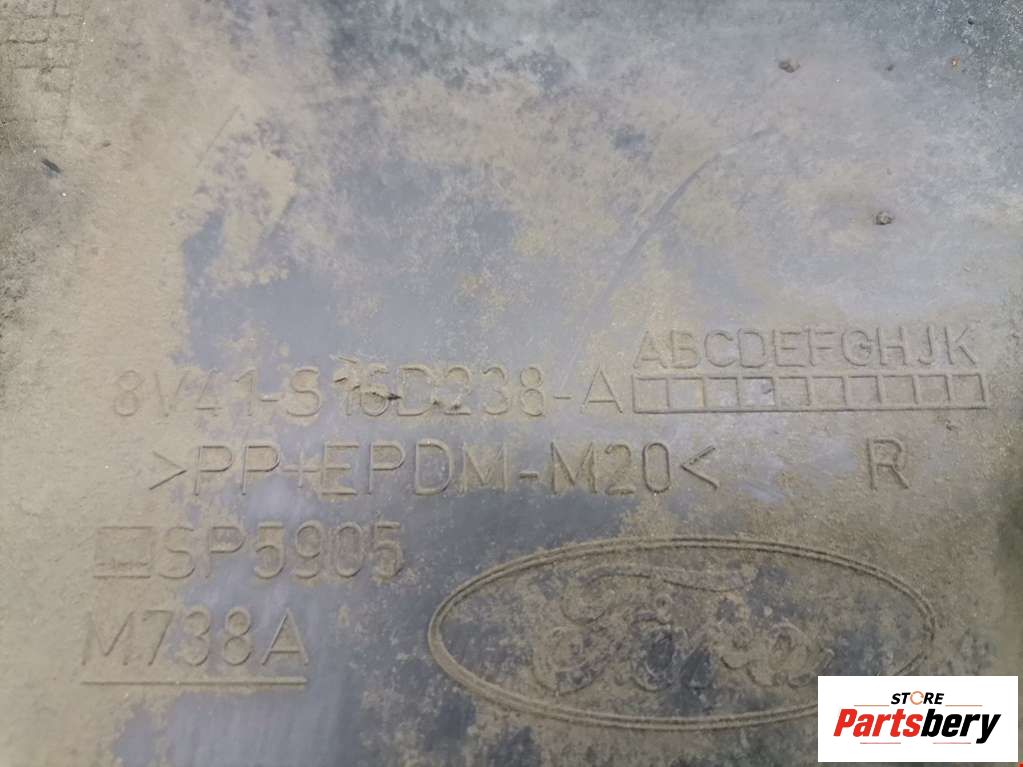 ABCDEFGHJK
8V41-S16D238-A
>PP+EPDM-M20< R
SP5905
M738A
Ford
STORE
Partsbery